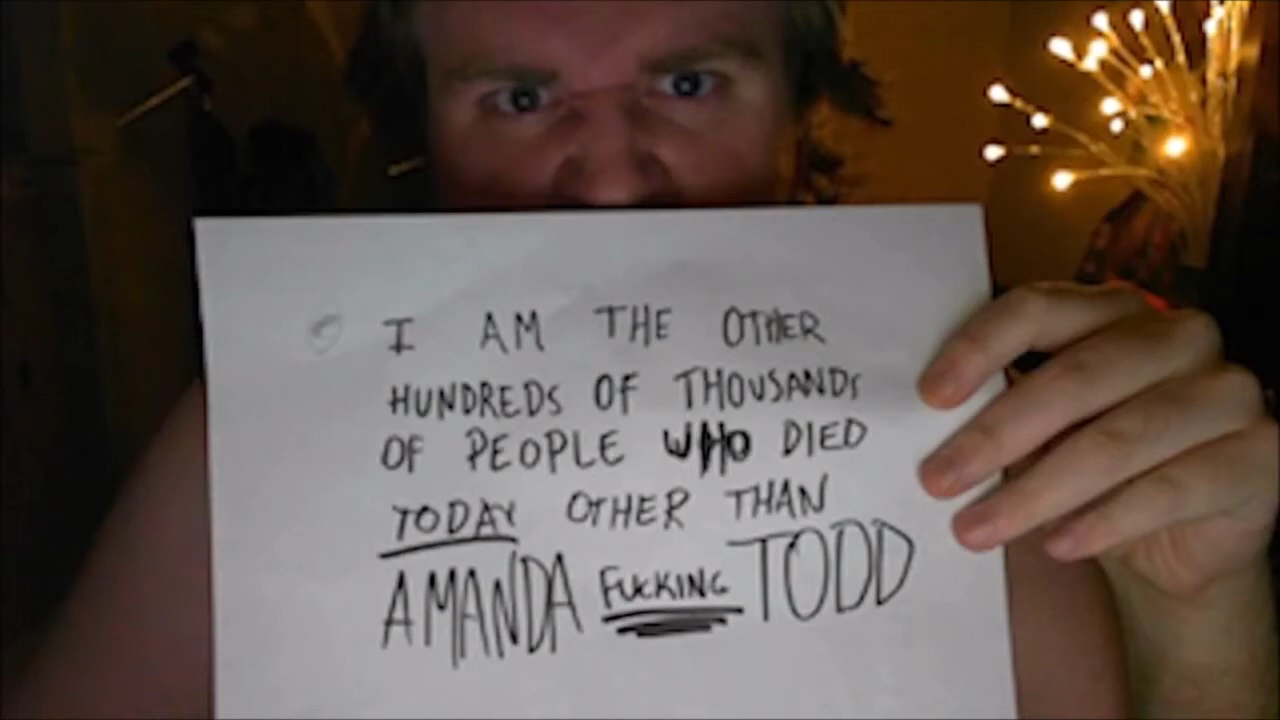 I AM THE OTHER
HUNDREDS OF THOUSANDS
OF PEOPLE WHO DIED
TODAY OTHER THAN
AMANDA FUCKING TODD